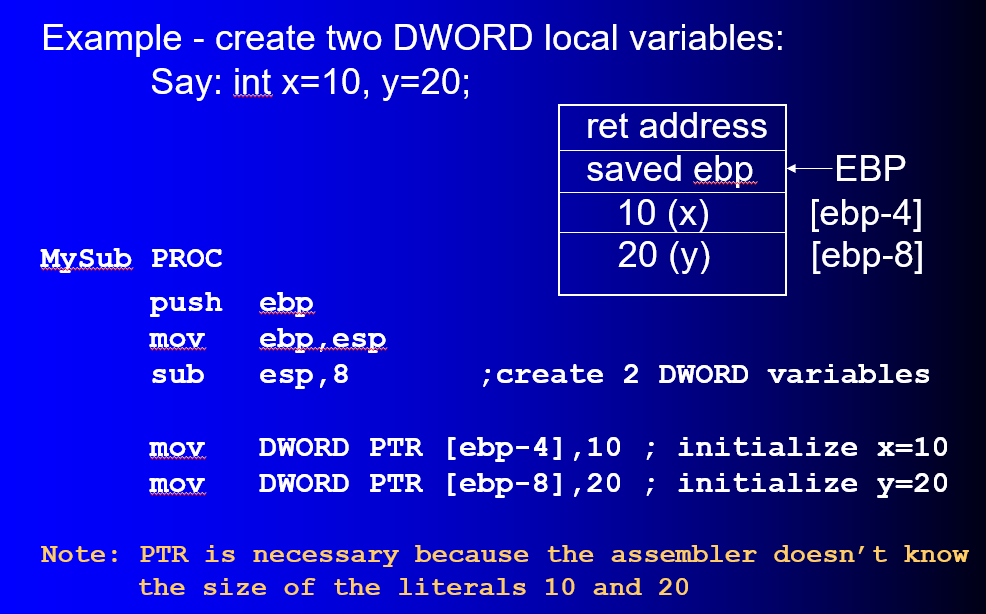 Example - create two DWORD local variables:
Say: int x=10, y=20;
ret address
saved ebp
EBP
10 (x)
[ebp-4]
20 (y)
[ebp-8]
MySub PROC
push ebp
mov ebp,esp
sub esp,8 ;create 2 DWORD variables
mov DWORD PTR [ebp-4],10 ; initialize x=10
mov DWORD PTR [ebp-8],20 ; initialize y=20
Note: PTR is necessary because the assembler doesn’t know
the size of the literals 10 and 20